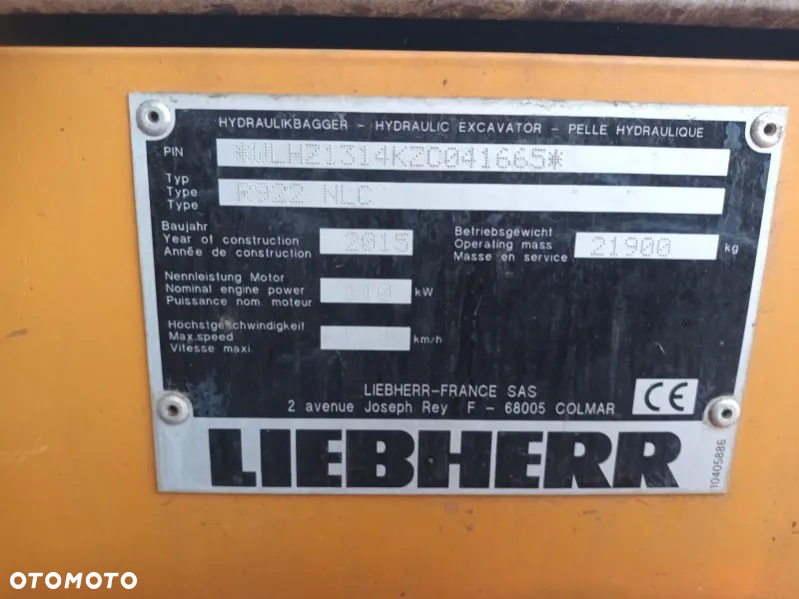 HYDRAULIKBAGGER - HYDRAULIC EXCAVATOR - PELLE HYDRAULIQUE
PIN *WLHZ1314KZC041665*
Typ
Type R922 NLC
Type
Baujahr
Year of construction 2015
Année de construction
Betriebsgewicht
Operating mass 21900 kg
Masse en service
Nennleistung Motor
Nominal engine power kW
Puissance nom. moteur
Höchstgeschwindigkeit
Max.speed km/h
Vitesse maxi.
LIEBHERR-FRANCE SAS
2 avenue Joseph Rey F - 68005 COLMAR
CE
LIEBHERR
10405886
OTOMOTO